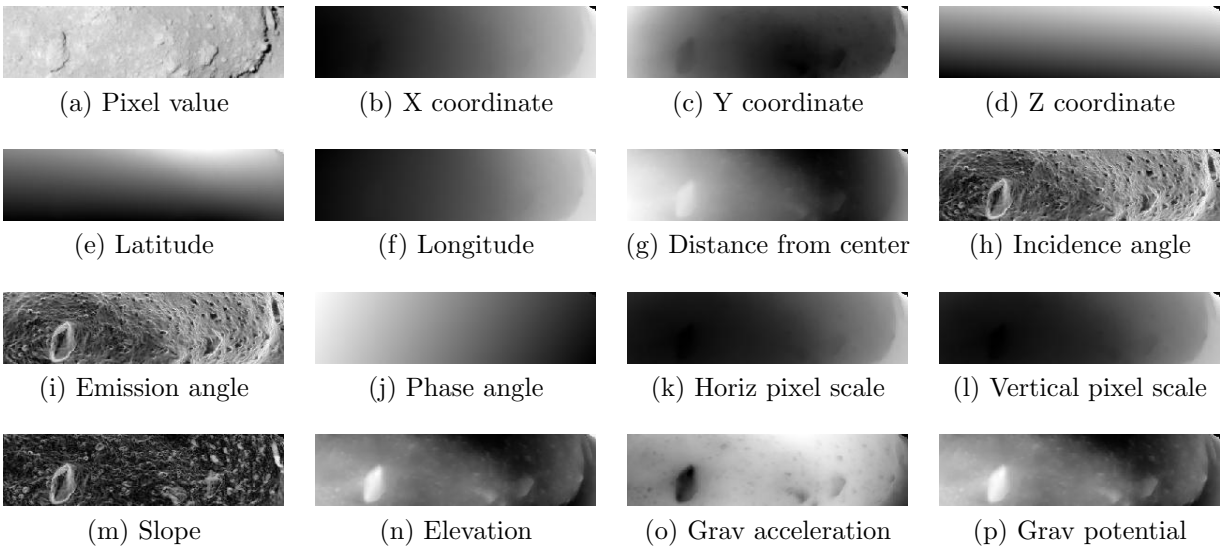 (a) Pixel value
(b) X coordinate
(c) Y coordinate
(d) Z coordinate
(e) Latitude
(f) Longitude
(g) Distance from center
(h) Incidence angle
(i) Emission angle
(j) Phase angle
(k) Horiz pixel scale
(l) Vertical pixel scale
(m) Slope
(n) Elevation
(o) Grav acceleration
(p) Grav potential